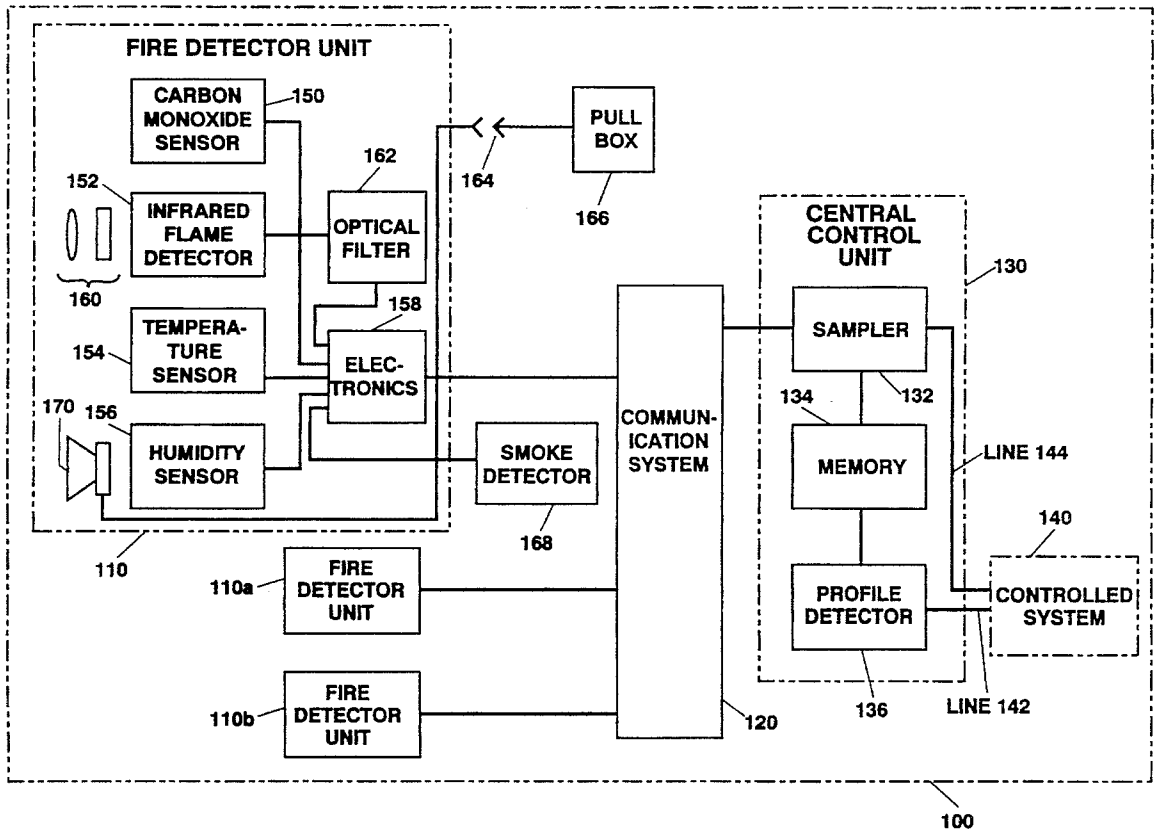 FIRE DETECTOR UNIT
CARBON
MONOXIDE
SENSOR
150
152
INFRARED
FLAME
DETECTOR
160
162
OPTICAL
FILTER
154
TEMPERA-
TURE
SENSOR
158
ELEC-
TRONICS
170
156
HUMIDITY
SENSOR
110
164
PULL
BOX
166
SMOKE
DETECTOR
168
110a
FIRE
DETECTOR
UNIT
110b
FIRE
DETECTOR
UNIT
COMMUN-
ICATION
SYSTEM
120
CENTRAL
CONTROL
UNIT
130
SAMPLER
132
134
MEMORY
LINE 144
PROFILE
DETECTOR
136
LINE 142
140
CONTROLLED
SYSTEM
100